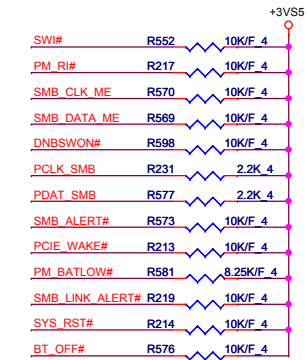 +3VS5
SWI# R552 10K/F_4
PM_RI# R217 10K/F_4
SMB_CLK_ME R570 10K/F_4
SMB_DATA_ME R569 10K/F_4
DNBSWON# R598 10K/F_4
PCLK_SMB R231 2.2K_4
PDAT_SMB R577 2.2K_4
SMB_ALERT# R573 10K/F_4
PCIE_WAKE# R213 10K/F_4
PM_BATLOW# R581 8.25K/F_4
SMB_LINK_ALERT# R219 10K/F_4
SYS_RST# R214 10K/F_4
BT_OFF# R576 10K/F_4